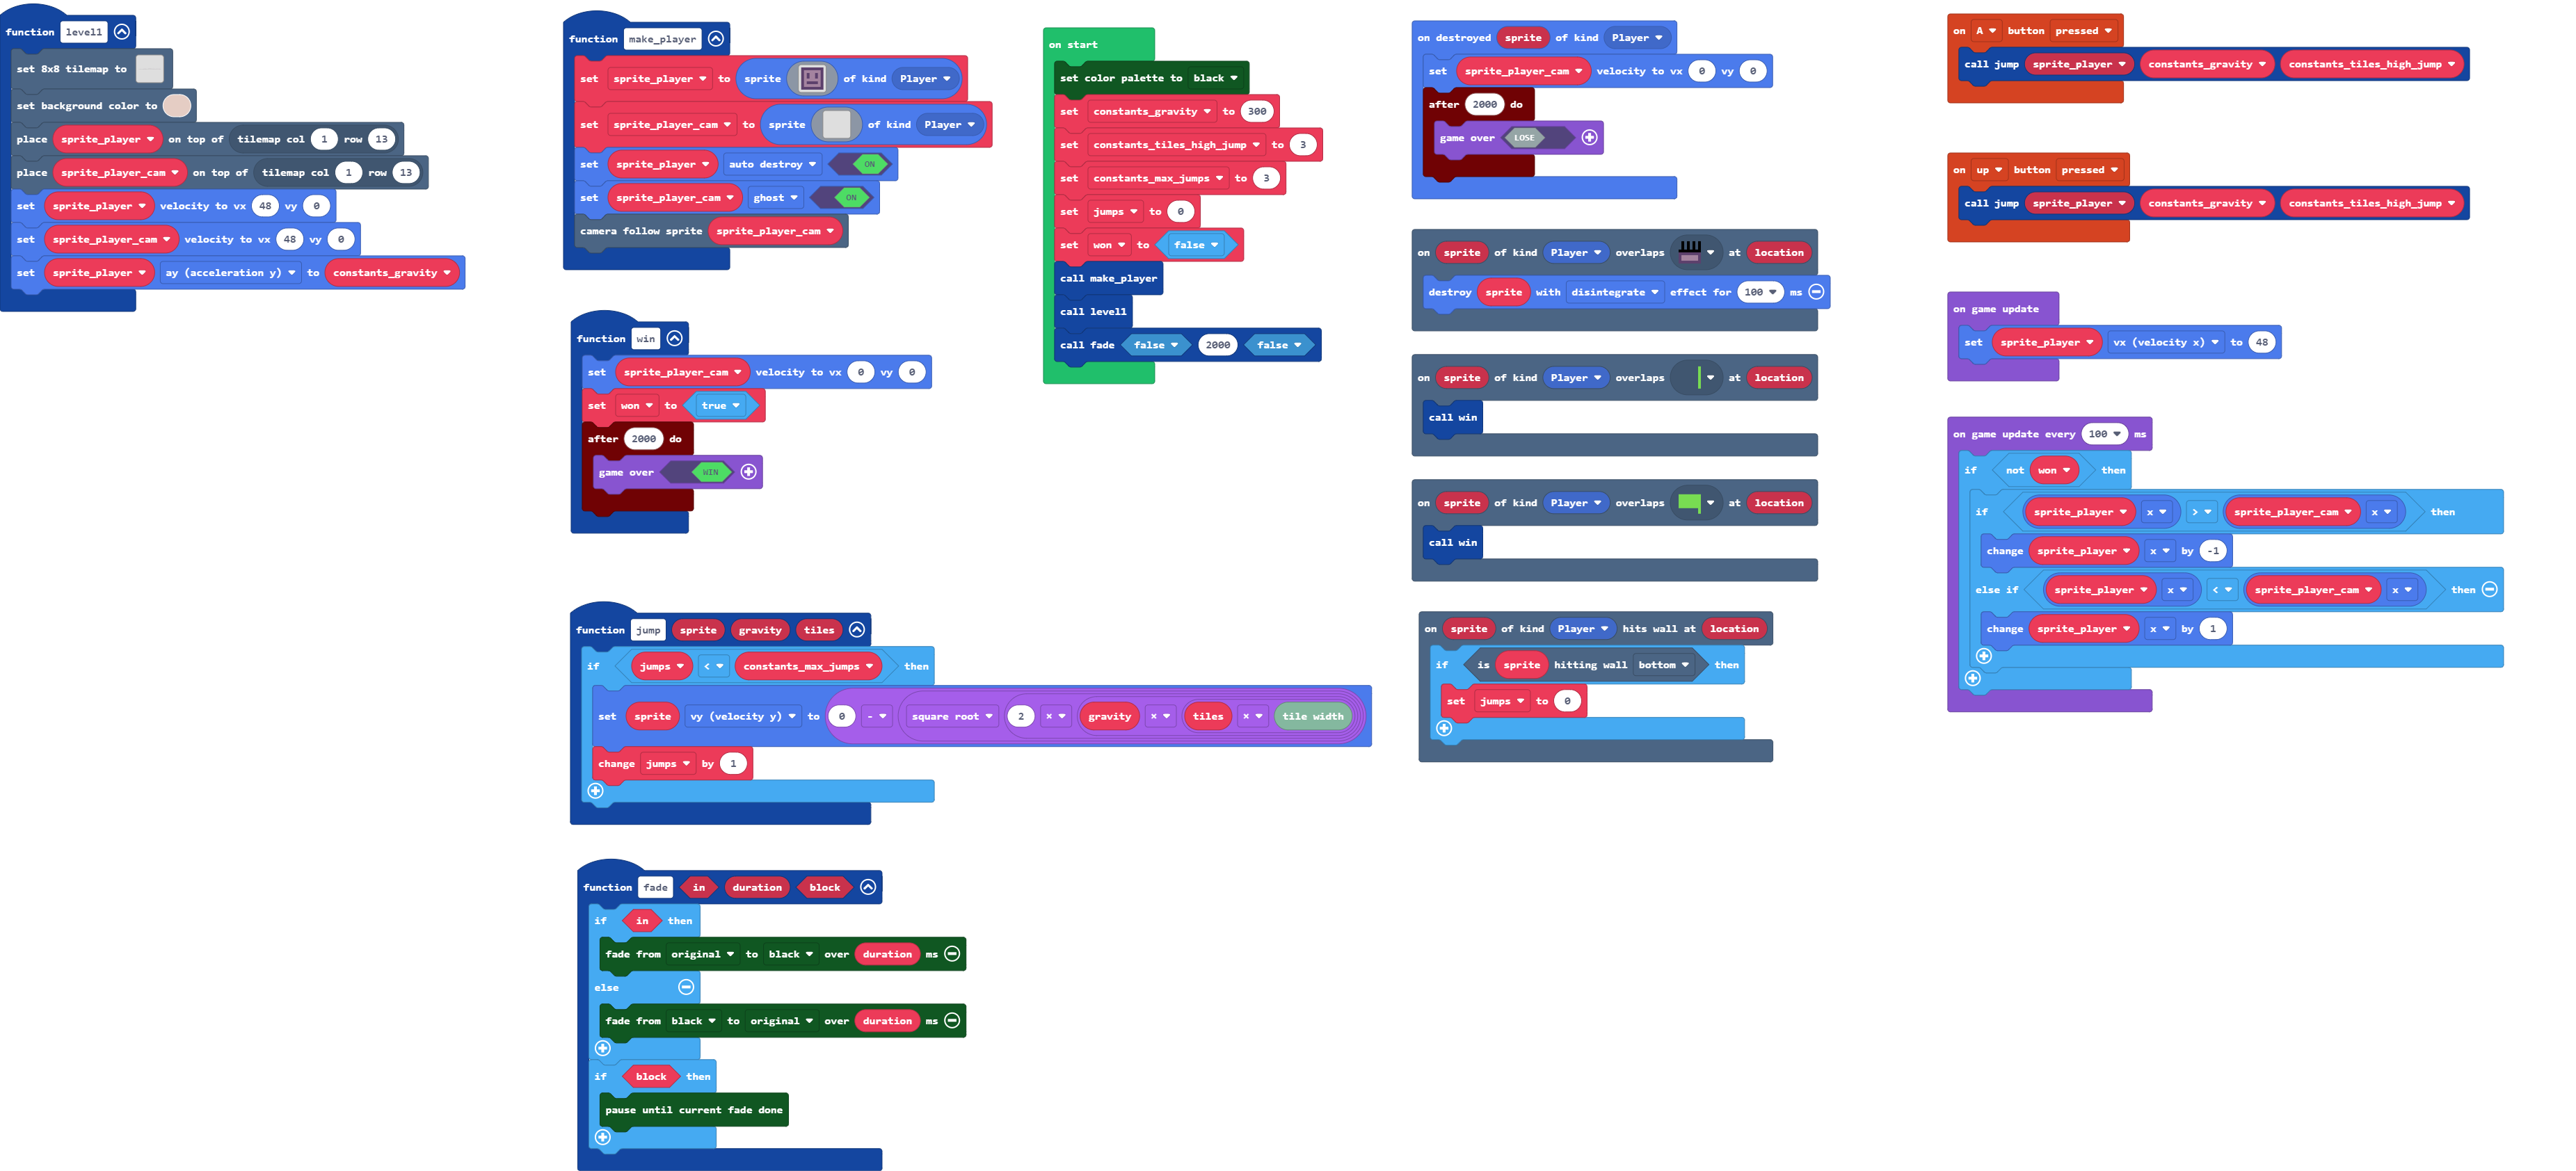 function level1
set 8x8 tilemap to
set background color to
place sprite_player on top of tilemap col 1 row 13
place sprite_player_cam on top of tilemap col 1 row 13
set sprite_player velocity to vx 48 vy 0
set sprite_player_cam velocity to vx 48 vy 0
set sprite_player ay (acceleration y) to constants_gravity
function make_player
set sprite_player to sprite of kind Player
set sprite_player_cam to sprite of kind Player
set sprite_player auto destroy ON
set sprite_player_cam ghost ON
camera follow sprite sprite_player_cam
function win
set sprite_player_cam velocity to vx 0 vy 0
set won to true
after 2000 do
game over WIN
function jump sprite gravity tiles
if jumps < constants_max_jumps then
set sprite vy (velocity y) to 0 - square root 2 × gravity × tiles × tile width
change jumps by 1
function fade in duration block
if in then
fade from original to black over duration ms
else
fade from black to original over duration ms
if block then
pause until current fade done
on start
set color palette to black
set constants_gravity to 300
set constants_tiles_high_jump to 3
set constants_max_jumps to 3
set jumps to 0
set won to false
call make_player
call level1
call fade false 2000 false
on destroyed sprite of kind Player
set sprite_player_cam velocity to vx 0 vy 0
after 2000 do
game over LOSE
on sprite of kind Player overlaps at location
destroy sprite with disintegrate effect for 100 ms
on sprite of kind Player overlaps at location
call win
on sprite of kind Player overlaps at location
call win
on sprite of kind Player hits wall at location
if is sprite hitting wall bottom then
set jumps to 0
on A button pressed
call jump sprite_player constants_gravity constants_tiles_high_jump
on up button pressed
call jump sprite_player constants_gravity constants_tiles_high_jump
on game update
set sprite_player vx (velocity x) to 48
on game update every 100 ms
if not won then
if sprite_player x > sprite_player_cam x then
change sprite_player x by -1
else if sprite_player x < sprite_player_cam x then
change sprite_player x by 1